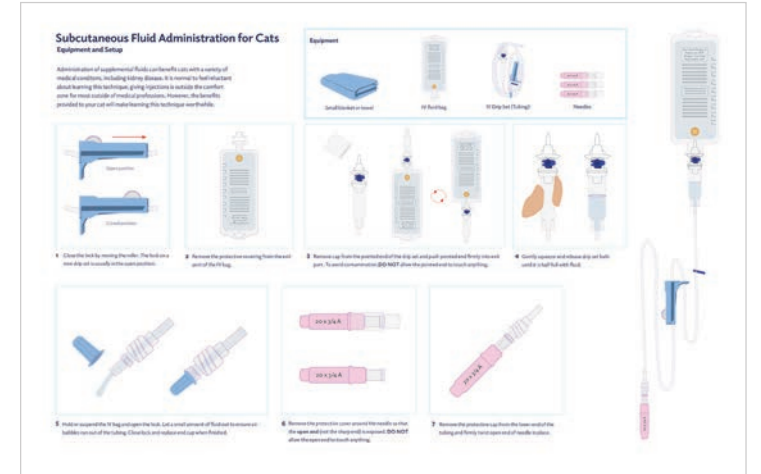 Subcutaneous Fluid Administration for Cats
Equipment and Setup
Administration of supplemental fluids can benefit cats with a variety of
medical conditions, including kidney disease. It is normal to feel reluctant
about learning this technique, giving injections is outside the comfort
zone for most outside of medical professions. However, the benefits
provided to your cat will make learning this technique worthwhile.
Equipment
Small blanket or towel
IV fluid bag
IV Drip Set (Tubing)
Needles
Open position
Closed position
1 Close the lock by moving the roller. The lock on a
new drip set is usually in the open position.
2 Remove the protective covering from the exit
port of the IV bag.
3 Remove cap from the pointed end of the drip set and push pointed end firmly into exit
port. To avoid contamination DO NOT allow the pointed end to touch anything.
4 Gently squeeze and release drip set bulb
until it is half full with fluid.
5 Hold or suspend the IV bag and open the lock. Let a small amount of fluid out to ensure air
bubbles run out of the tubing. Close lock and replace end cap when finished.
20 x 3/4 A
20 x 3/4 A
6 Remove the protective cover around the needle so that
the open end (not the sharp end) is exposed. DO NOT
allow the open end to touch anything.
20 x 3/4 A
7 Remove the protective cap from the lower end of the
tubing and firmly twist open end of needle in place.